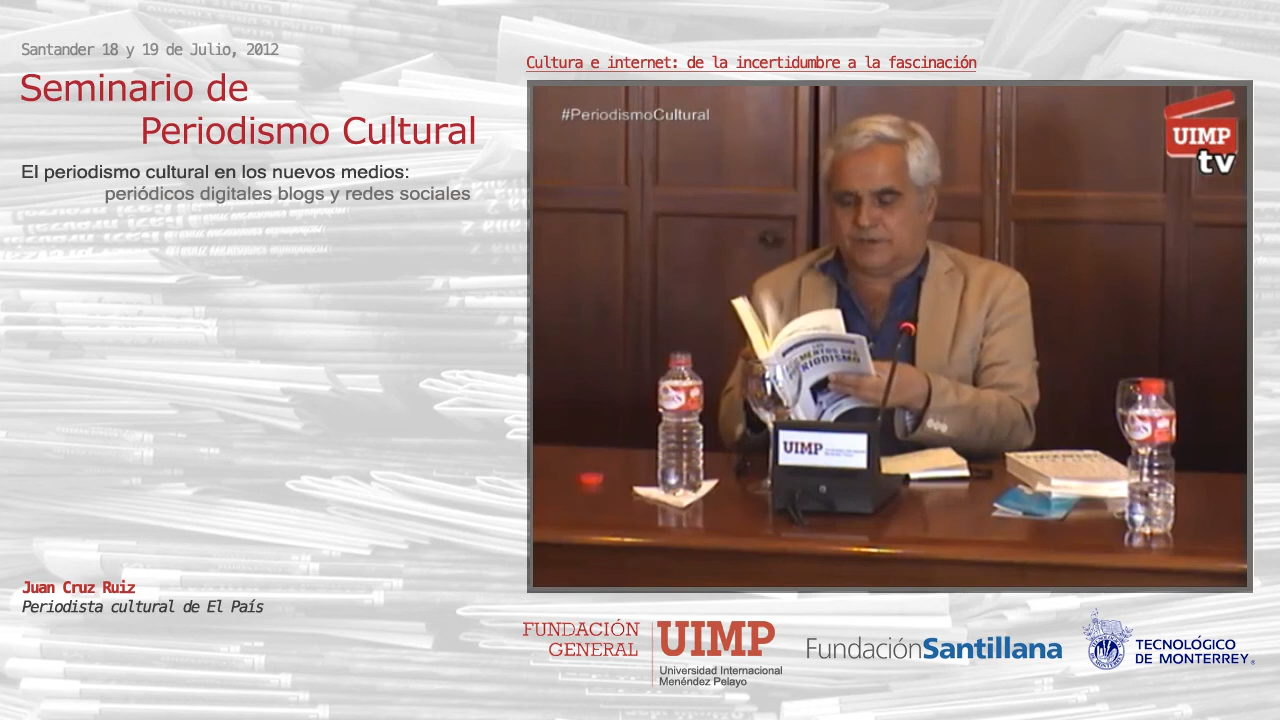 Santander 18 y 19 de Julio, 2012
Seminario de
Periodismo Cultural
El periodismo cultural en los nuevos medios:
periódicos digitales blogs y redes sociales
Cultura e internet: de la incertidumbre a la fascinación
#PeriodismoCultural
UIMP
tv
UIMP
Juan Cruz Ruiz
Periodista cultural de El País
FUNDACIÓN
GENERAL
UIMP
Universidad Internacional
Menéndez Pelayo
FundaciónSantillana
TECNOLÓGICO
DE MONTERREY®